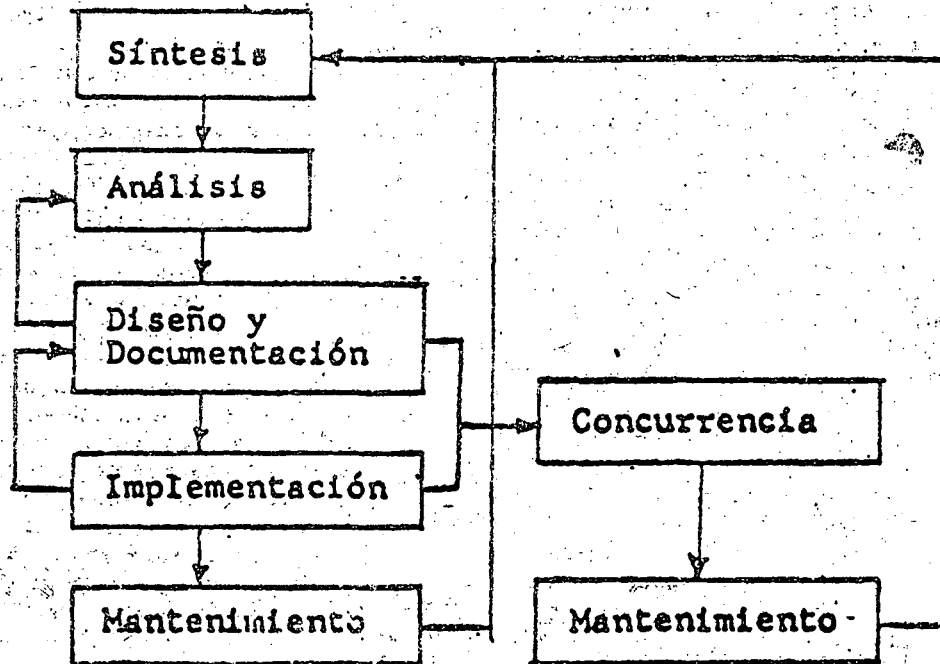 Síntesis
Análisis
Diseño y
Documentación
Concurrencia
Implementación
Mantenimiento
Mantenimiento